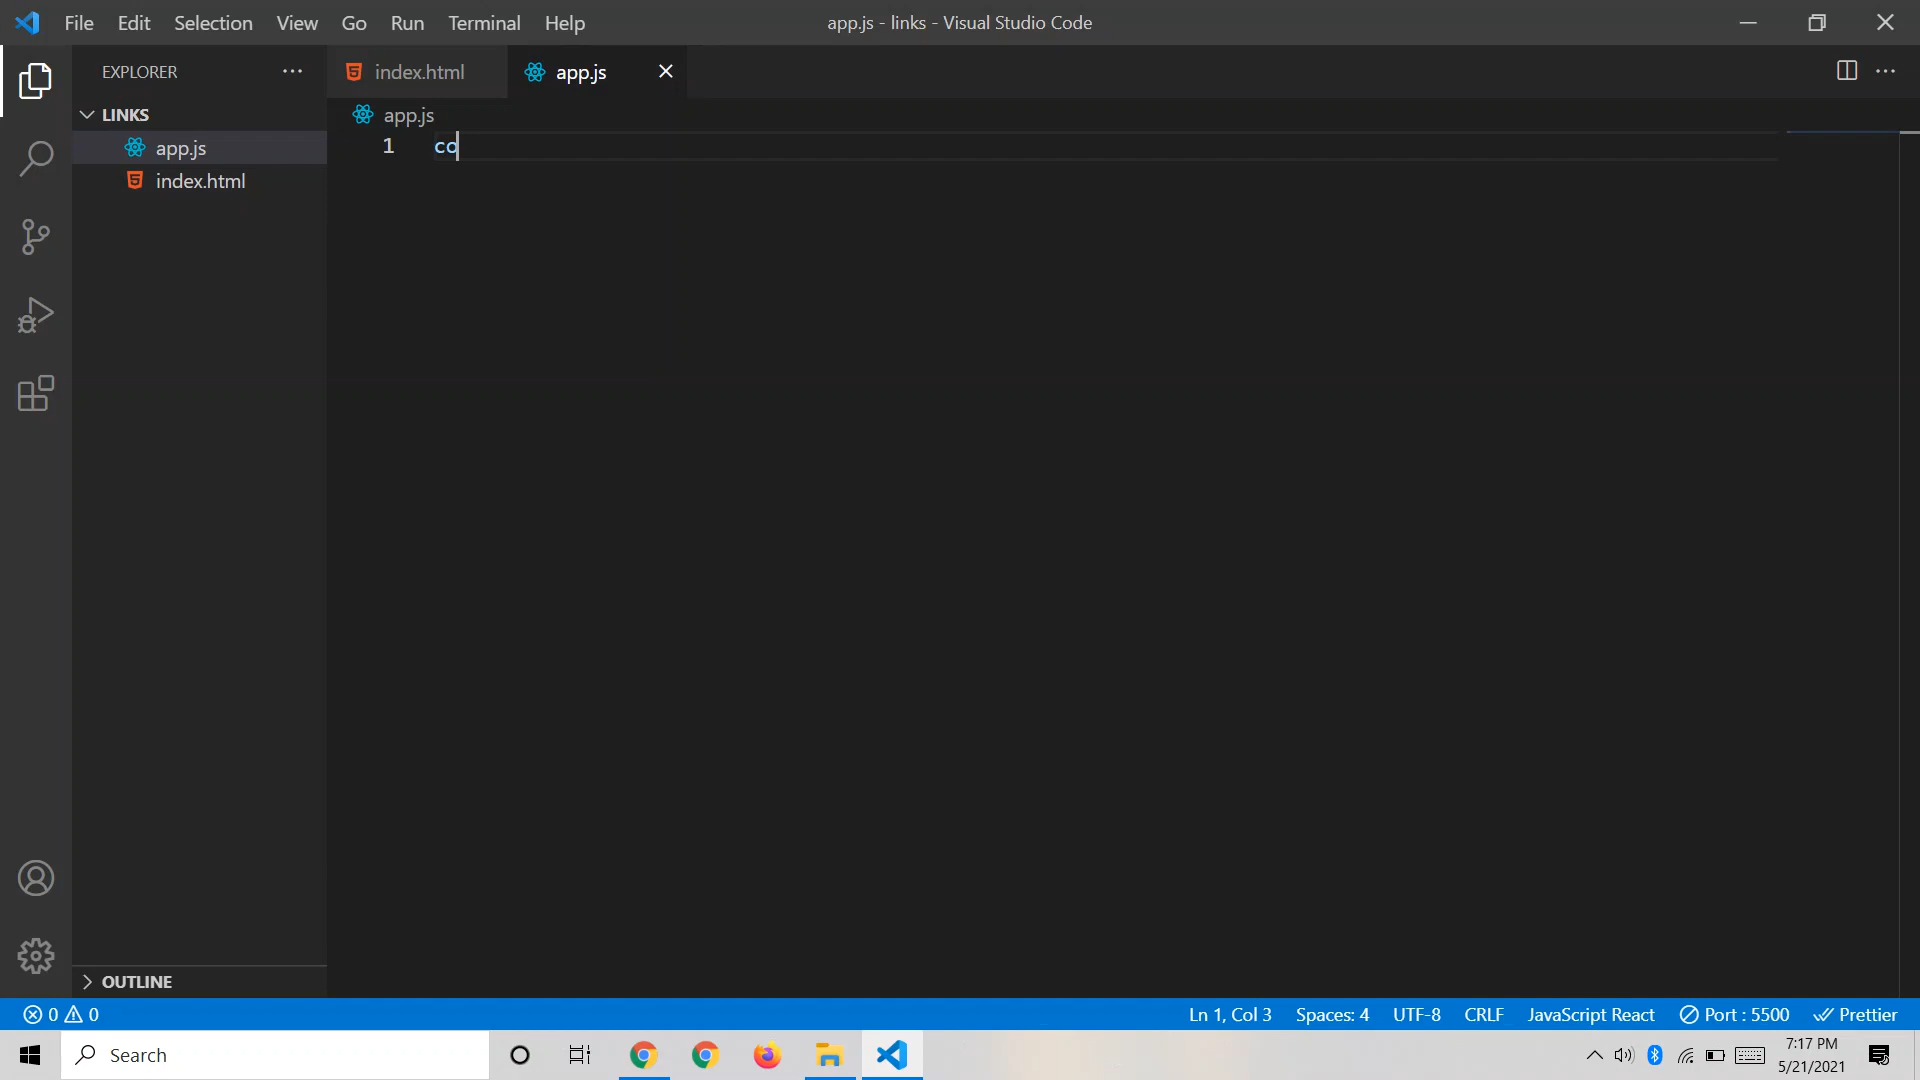 File Edit Selection View Go Run Terminal Help
app.js - links - Visual Studio Code
EXPLORER
index.html
app.js
LINKS
app.js
index.html
app.js
1 co
OUTLINE
0 0
Ln 1, Col 3 Spaces: 4 UTF-8 CRLF JavaScript React Port : 5500 Prettier
Search
7:17 PM
5/21/2021